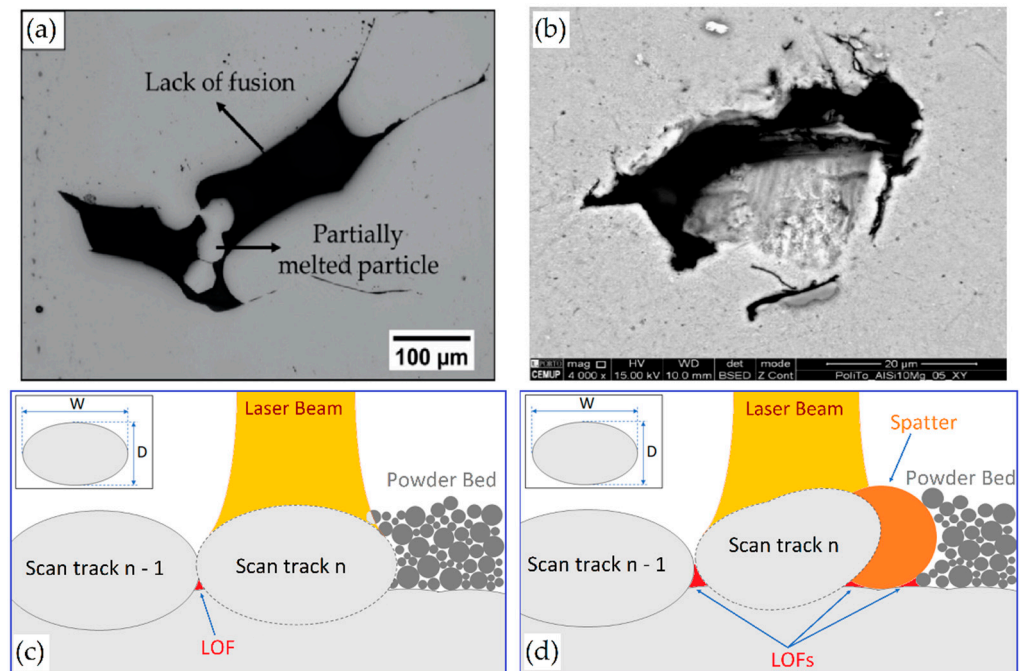 (a)
Lack of fusion
Partially
melted particle
100 µm
(b)
mag HV WD det mode 20 µm
CEMUP 4 000 x 15.00 kV 10.0 mm BSED Z Cont PoliTo_AlSi10Mg_05_XY
W
D
Laser Beam
Powder Bed
Scan track n - 1
Scan track n
LOF
(c)
W
D
Laser Beam
Spatter
Powder Bed
Scan track n - 1
Scan track n
LOFs
(d)